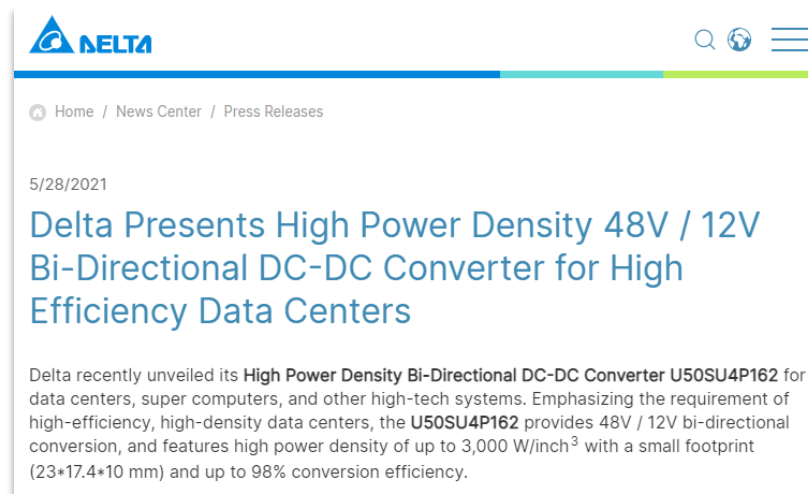 DELTA
Home / News Center / Press Releases
5/28/2021
Delta Presents High Power Density 48V / 12V
Bi-Directional DC-DC Converter for High
Efficiency Data Centers
Delta recently unveiled its High Power Density Bi-Directional DC-DC Converter U50SU4P162 for
data centers, super computers, and other high-tech systems. Emphasizing the requirement of
high-efficiency, high-density data centers, the U50SU4P162 provides 48V / 12V bi-directional
conversion, and features high power density of up to 3,000 W/inch³ with a small footprint
(23*17.4*10 mm) and up to 98% conversion efficiency.